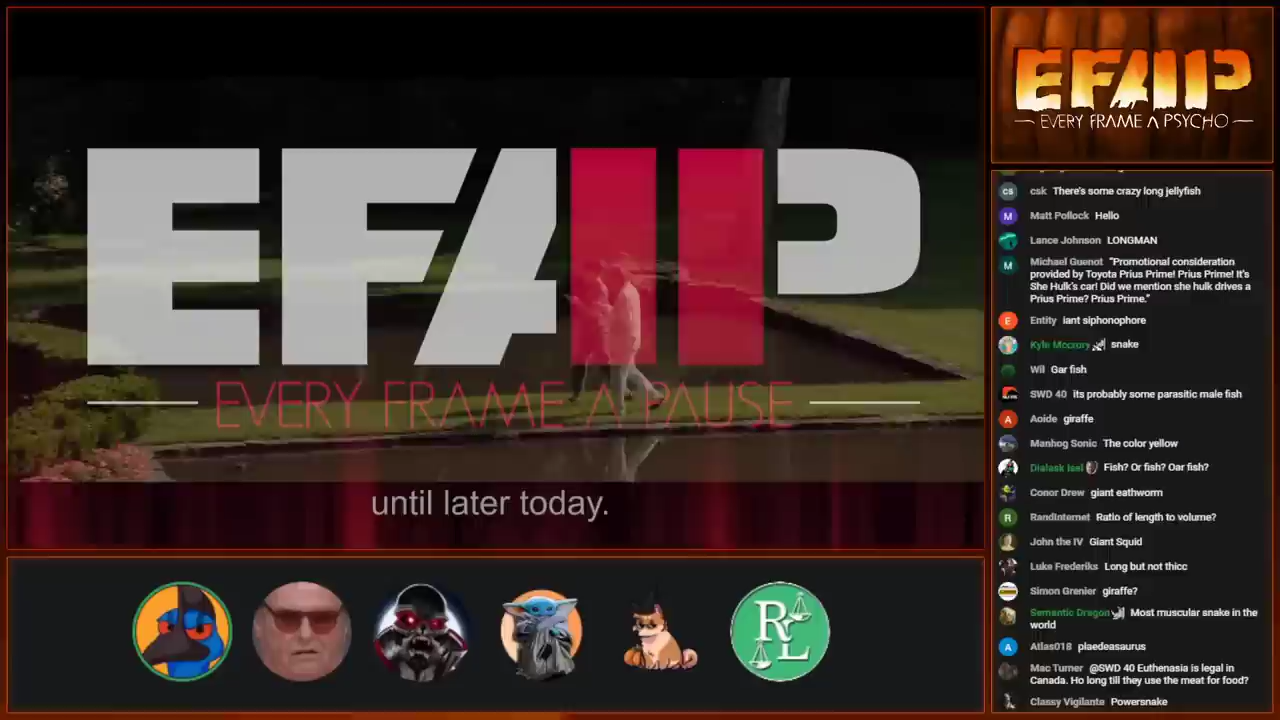 EFAP
EVERY FRAME A PAUSE
until later today.
RL
EFAP
EVERY FRAME A PSYCHO
cs csk There's some crazy long jellyfish
M Matt Pollock Hello
Lance Johnson LONGMAN
M Michael Guenot "Promotional consideration
provided by Toyota Prius Prime! Prius Prime! It's
She Hulk's car! Did we mention she hulk drives a
Prius Prime? Prius Prime."
E Entity iant siphonophore
Kyle Mccrory snake
Wil Gar fish
SWD 40 its probably some parasitic male fish
A Aoide giraffe
Manhog Sonic The color yellow
Dialask Isel Fish? Or fish? Oar fish?
Conor Drew giant eathworm
R RandInternet Ratio of length to volume?
John the IV Giant Squid
Luke Frederiks Long but not thicc
Simon Grenier giraffe?
Semantic Dragon Most muscular snake in the
world
A Atlas018 plaedeasaurus
Mac Turner @SWD 40 Euthenasia is legal in
Canada. Ho long till they use the meat for food?
Classy Vigilante Powersnake